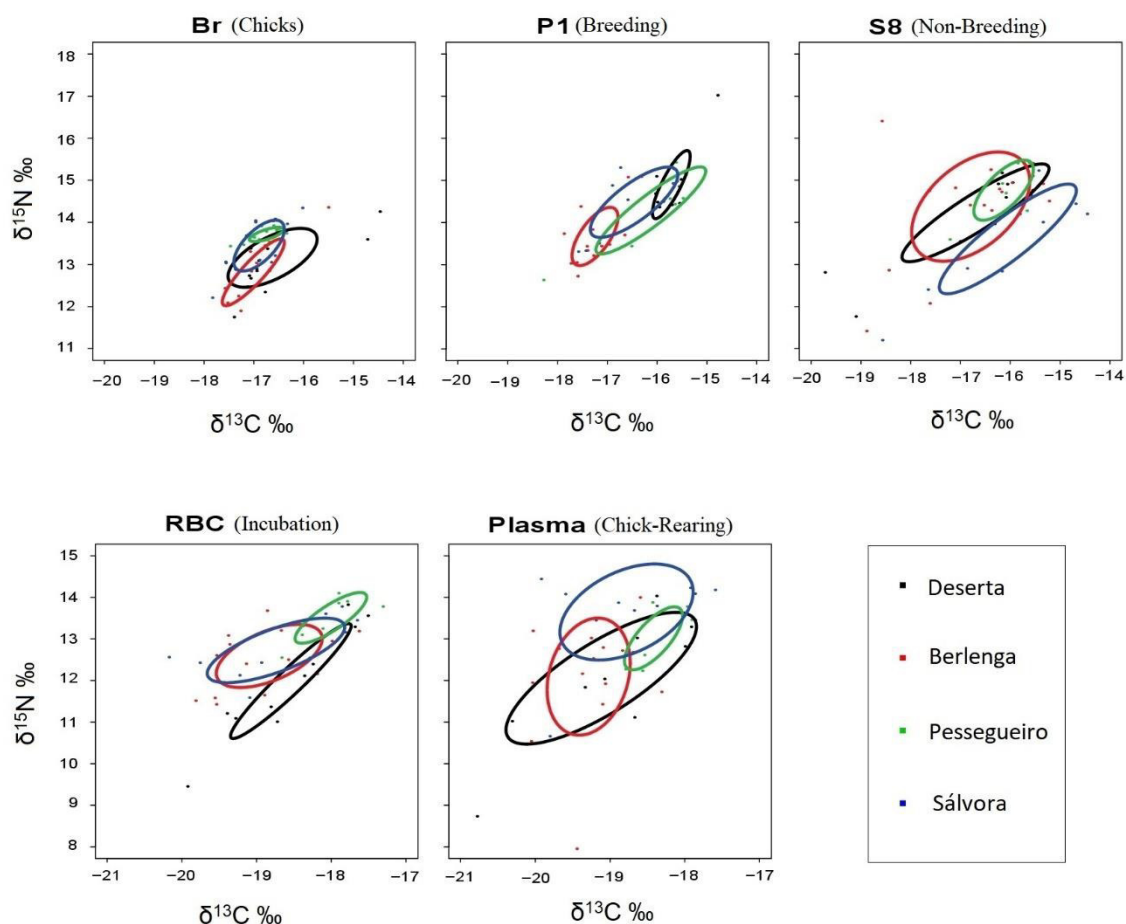 Br (Chicks)
P1 (Breeding)
S8 (Non-Breeding)
18
17
16
15
14
13
12
11
δ¹⁵N ‰
−20 −19 −18 −17 −16 −15 −14
−20 −19 −18 −17 −16 −15 −14
−20 −19 −18 −17 −16 −15 −14
δ¹³C ‰
δ¹³C ‰
δ¹³C ‰
RBC (Incubation)
Plasma (Chick-Rearing)
15
14
13
12
11
10
9
8
δ¹⁵N ‰
−21 −20 −19 −18 −17
−21 −20 −19 −18 −17
δ¹³C ‰
δ¹³C ‰
Deserta
Berlenga
Pessegueiro
Sálvora